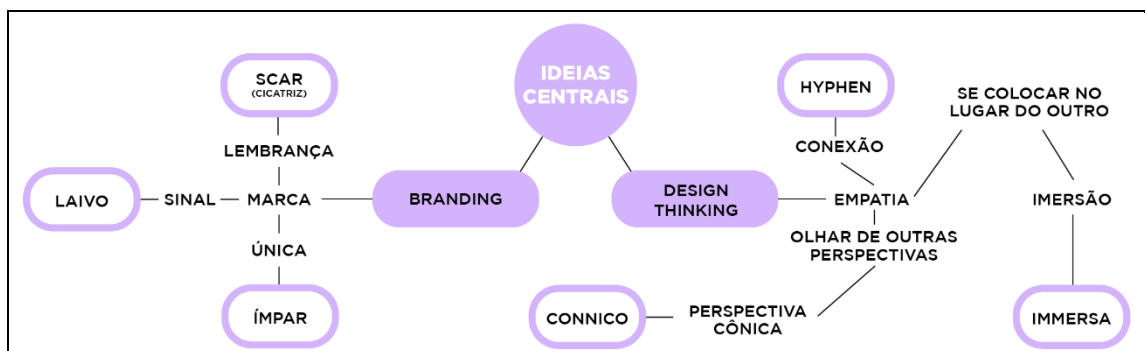 IDEIAS
CENTRAIS
SCAR
(CICATRIZ)
LEMBRANÇA
LAIVO
SINAL
MARCA
BRANDING
ÚNICA
ÍMPAR
HYPHEN
CONEXÃO
DESIGN
THINKING
EMPATIA
SE COLOCAR NO
LUGAR DO OUTRO
IMERSÃO
IMMERSA
OLHAR DE OUTRAS
PERSPECTIVAS
PERSPECTIVA
CÔNICA
CONNICO